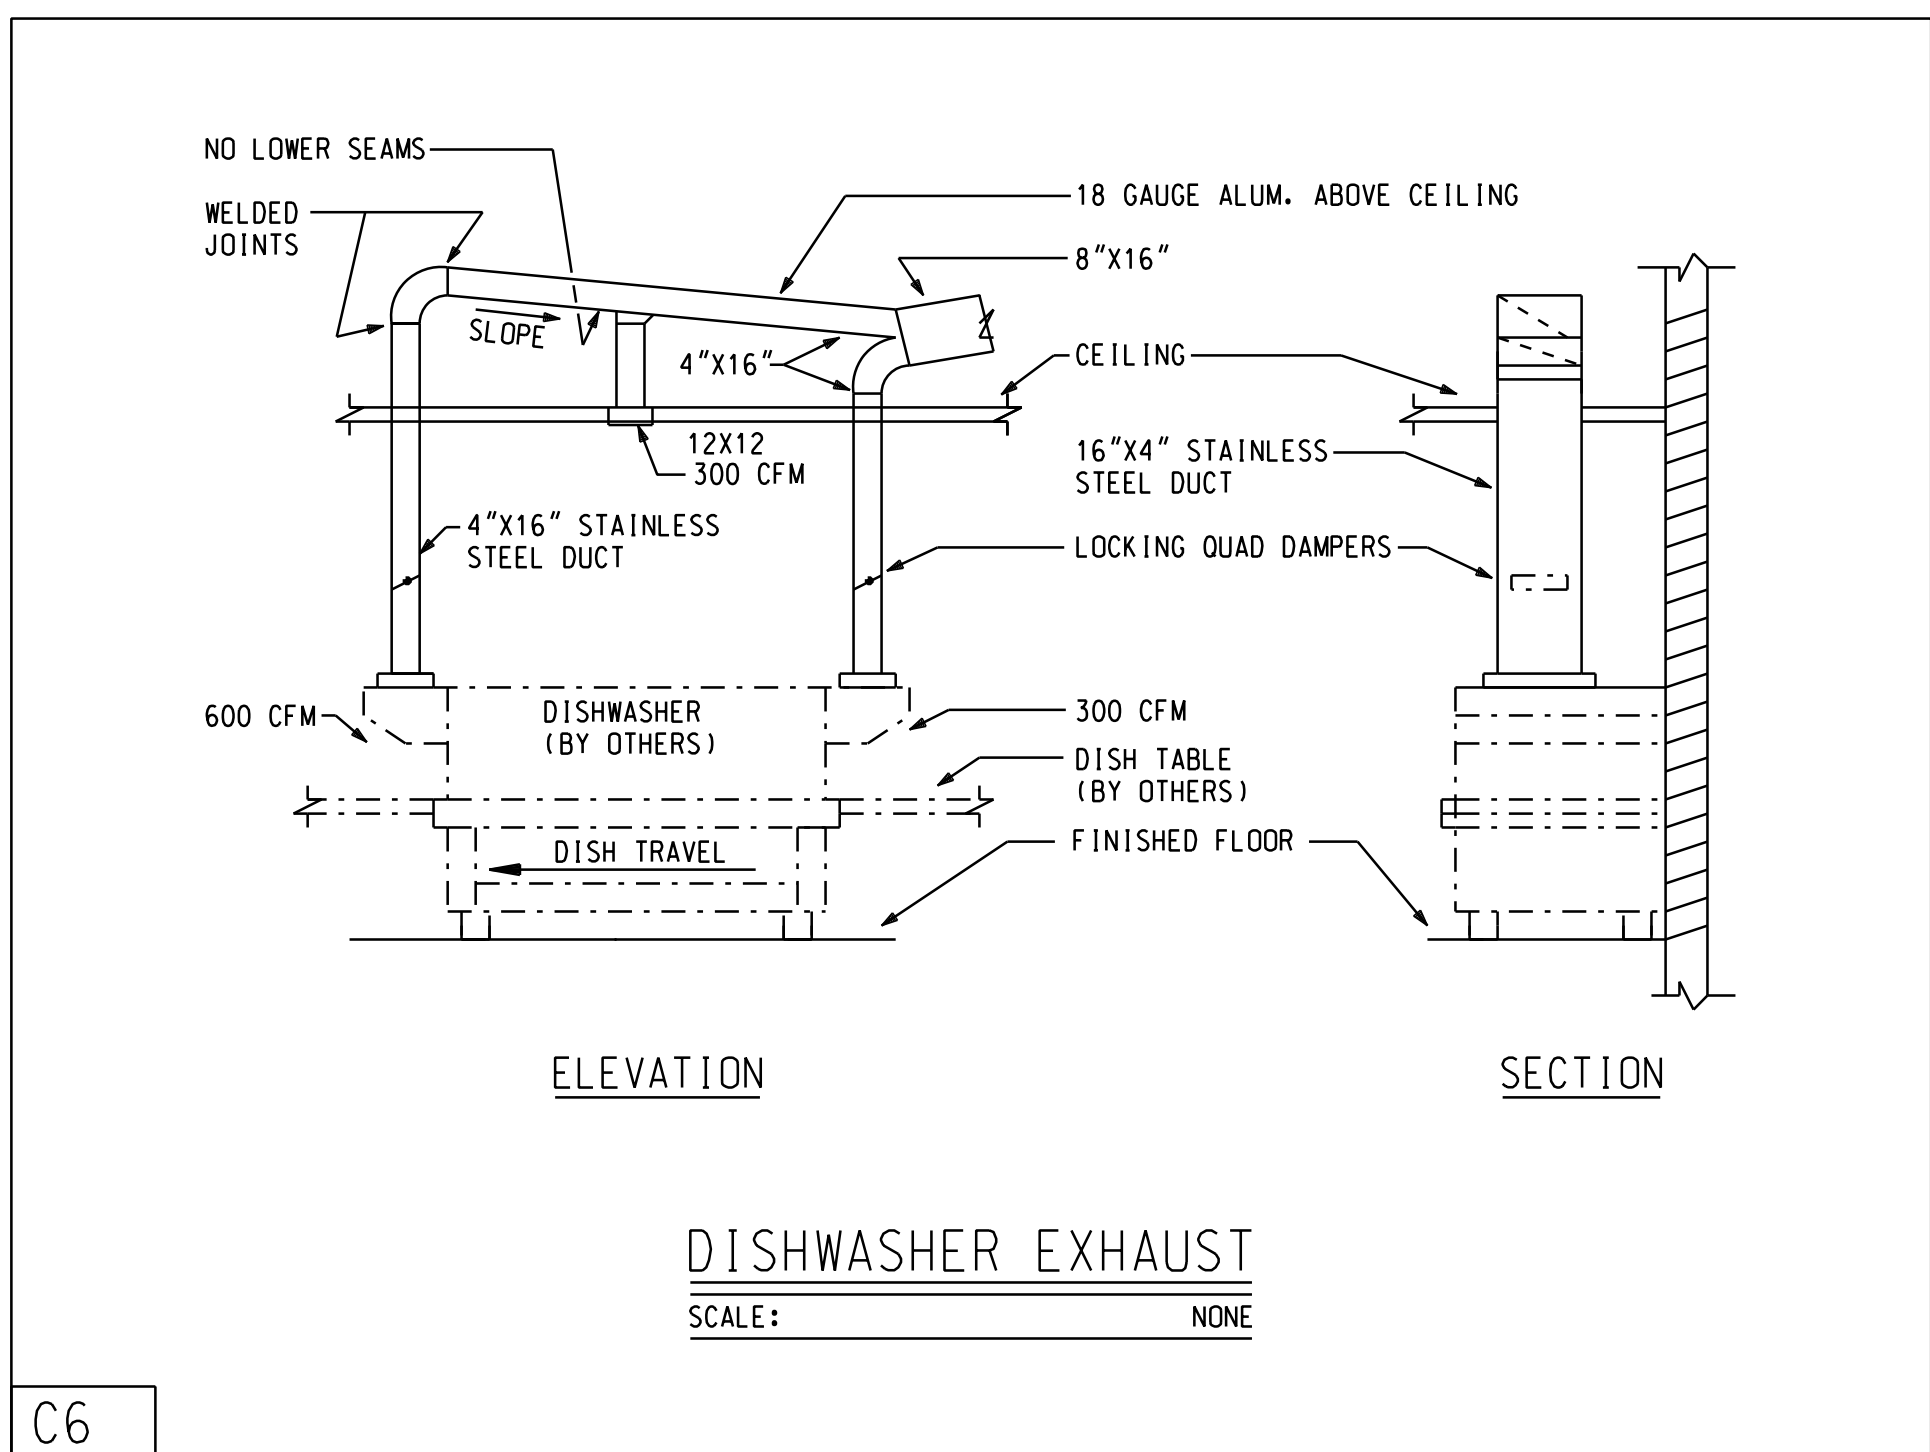 NO LOWER SEAMS
WELDED
JOINTS
18 GAUGE ALUM. ABOVE CEILING
8"X16"
SLOPE
4"X16"
CEILING
12X12
300 CFM
16"X4" STAINLESS
STEEL DUCT
4"X16" STAINLESS
STEEL DUCT
LOCKING QUAD DAMPERS
600 CFM
DISHWASHER
(BY OTHERS)
300 CFM
DISH TABLE
(BY OTHERS)
DISH TRAVEL
FINISHED FLOOR
ELEVATION
SECTION
DISHWASHER EXHAUST
SCALE: NONE
C6